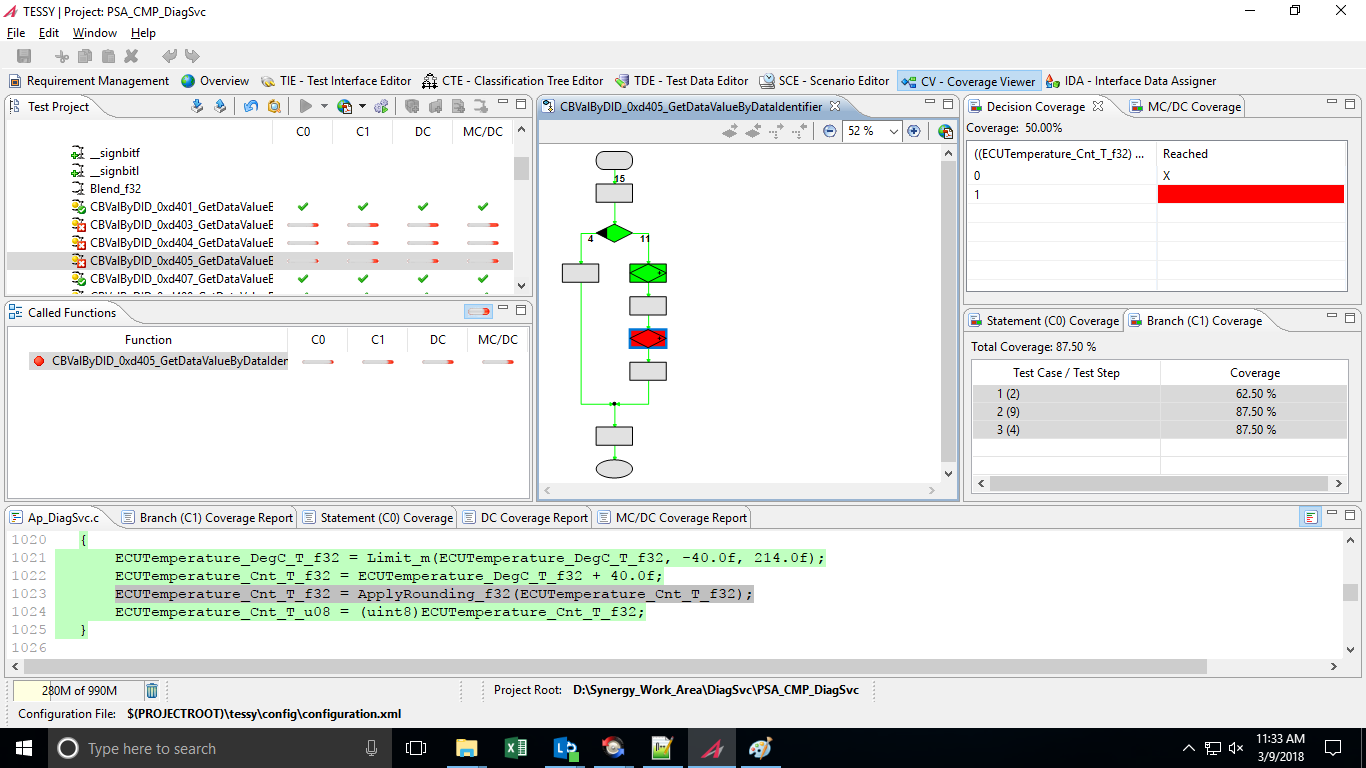 TESSY | Project: PSA_CMP_DiagSvc
File Edit Window Help
Requirement Management Overview TIE - Test Interface Editor CTE - Classification Tree Editor TDE - Test Data Editor SCE - Scenario Editor CV - Coverage Viewer IDA - Interface Data Assigner
Test Project
C0 C1 DC MC/DC
__signbitf
__signbitl
Blend_f32
CBValByDID_0xd401_GetDataValueE
CBValByDID_0xd403_GetDataValueE
CBValByDID_0xd404_GetDataValueE
CBValByDID_0xd405_GetDataValueE
CBValByDID_0xd407_GetDataValueE
Called Functions
Function C0 C1 DC MC/DC
CBValByDID_0xd405_GetDataValueByDataIder
CBValByDID_0xd405_GetDataValueByDataIdentifier
52 %
15
4 11
Decision Coverage MC/DC Coverage
Coverage: 50.00%
((ECUTemperature_Cnt_T_f32) ... Reached
0 X
1
Statement (C0) Coverage Branch (C1) Coverage
Total Coverage: 87.50 %
Test Case / Test Step Coverage
1 (2) 62.50 %
2 (9) 87.50 %
3 (4) 87.50 %
Ap_DiagSvc.c Branch (C1) Coverage Report Statement (C0) Coverage DC Coverage Report MC/DC Coverage Report
1020 {
1021 ECUTemperature_DegC_T_f32 = Limit_m(ECUTemperature_DegC_T_f32, -40.0f, 214.0f);
1022 ECUTemperature_Cnt_T_f32 = ECUTemperature_DegC_T_f32 + 40.0f;
1023 ECUTemperature_Cnt_T_f32 = ApplyRounding_f32(ECUTemperature_Cnt_T_f32);
1024 ECUTemperature_Cnt_T_u08 = (uint8)ECUTemperature_Cnt_T_f32;
1025 }
1026
280M of 990M Project Root: D:\Synergy_Work_Area\DiagSvc\PSA_CMP_DiagSvc
Configuration File: $(PROJECTROOT)\tessy\config\configuration.xml
Type here to search
11:33 AM
3/9/2018